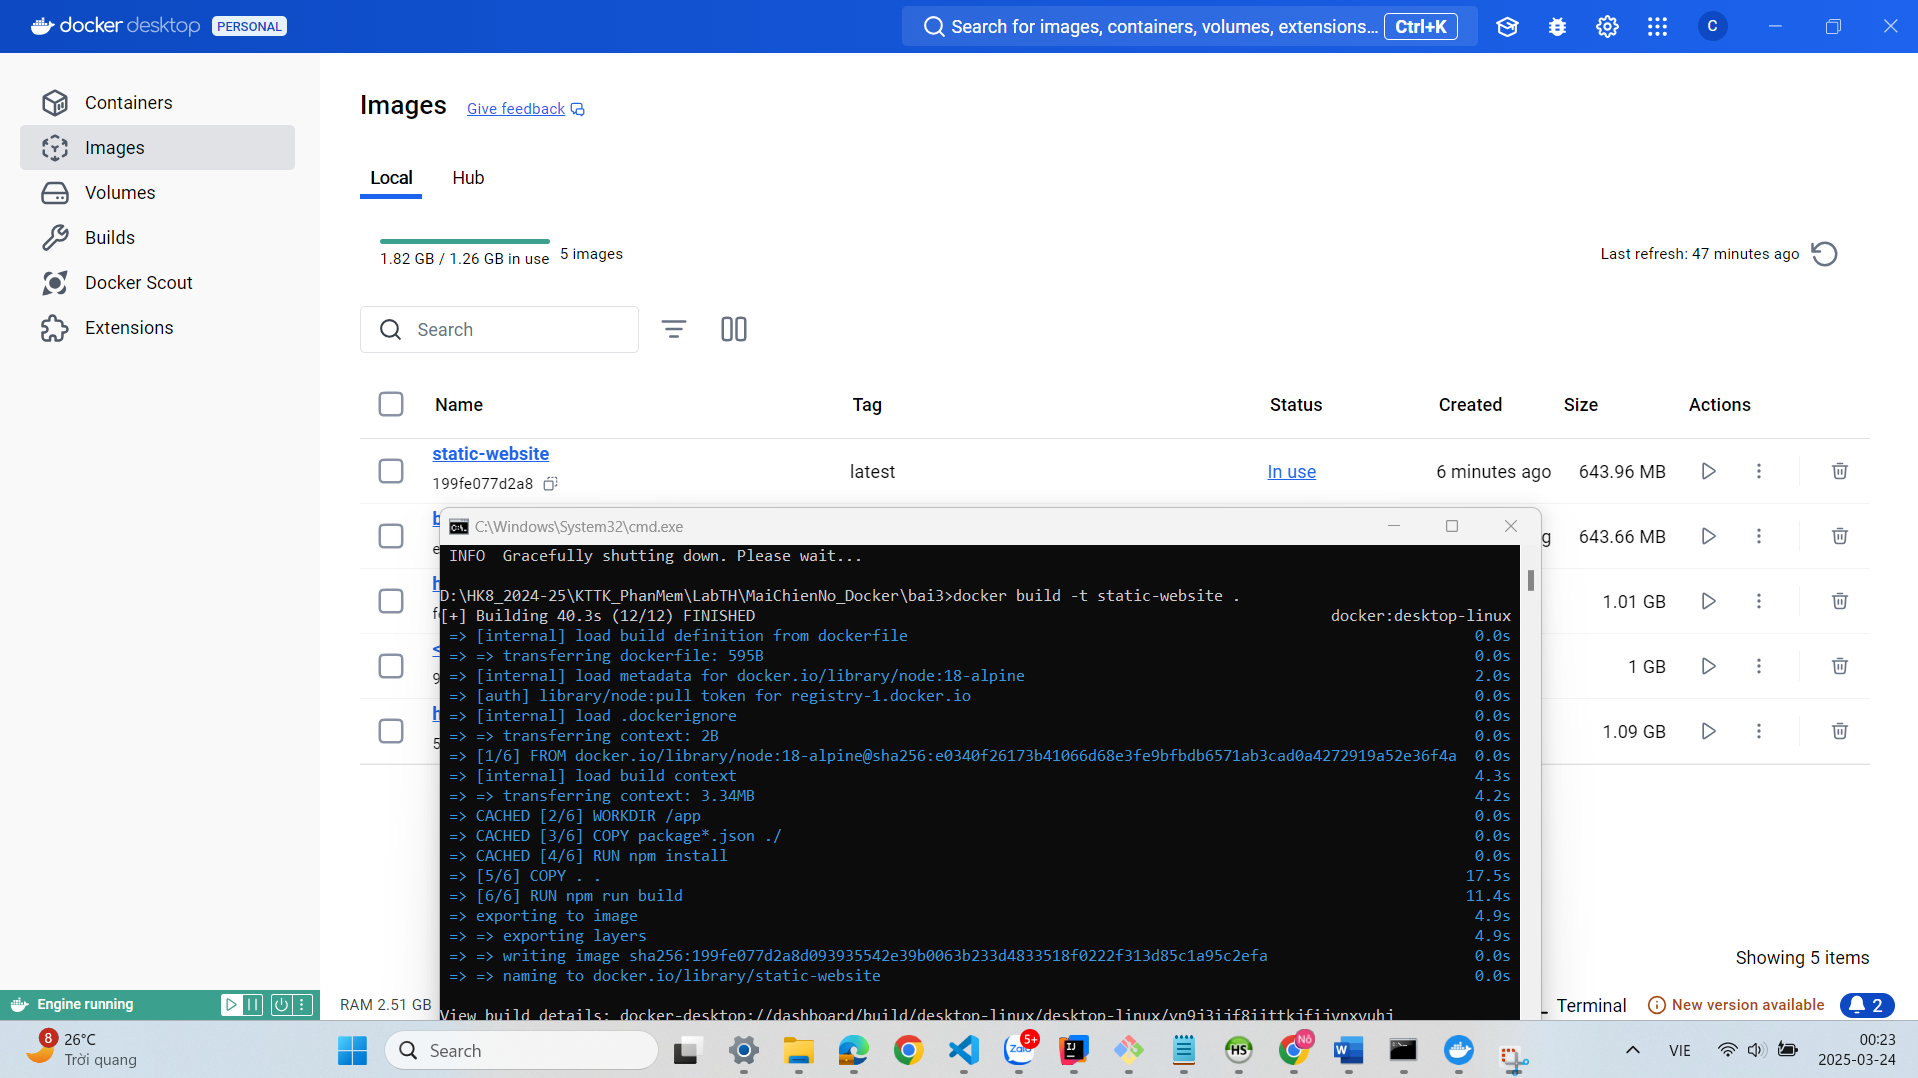 docker desktop PERSONAL
Search for images, containers, volumes, extensions... Ctrl+K
C
Containers
Images
Volumes
Builds
Docker Scout
Extensions
Images Give feedback
Local Hub
1.82 GB / 1.26 GB in use 5 images
Last refresh: 47 minutes ago
Search
Name Tag Status Created Size Actions
static-website
199fe077d2a8
latest In use 6 minutes ago 643.96 MB
643.66 MB
1.01 GB
1 GB
1.09 GB
C:\Windows\System32\cmd.exe
INFO  Gracefully shutting down. Please wait...
D:\HK8_2024-25\KTTK_PhanMem\LabTH\MaiChienNo_Docker\bai3>docker build -t static-website .
[+] Building 40.3s (12/12) FINISHED docker:desktop-linux
=> [internal] load build definition from dockerfile 0.0s
=> => transferring dockerfile: 595B 0.0s
=> [internal] load metadata for docker.io/library/node:18-alpine 2.0s
=> [auth] library/node:pull token for registry-1.docker.io 0.0s
=> [internal] load .dockerignore 0.0s
=> => transferring context: 2B 0.0s
=> [1/6] FROM docker.io/library/node:18-alpine@sha256:e0340f26173b41066d68e3fe9bfbdb6571ab3cad0a4272919a52e36f4a 0.0s
=> [internal] load build context 4.3s
=> => transferring context: 3.34MB 4.2s
=> CACHED [2/6] WORKDIR /app 0.0s
=> CACHED [3/6] COPY package*.json ./ 0.0s
=> CACHED [4/6] RUN npm install 0.0s
=> [5/6] COPY . . 17.5s
=> [6/6] RUN npm run build 11.4s
=> exporting to image 4.9s
=> => exporting layers 4.9s
=> => writing image sha256:199fe077d2a8d093935542e39b0063b233d4833518f0222f313d85c1a95c2efa 0.0s
=> => naming to docker.io/library/static-website 0.0s
View build details: docker-desktop://dashboard/build/desktop-linux/desktop-linux/
Showing 5 items
Engine running
RAM 2.51 GB
Terminal
New version available
2
8
26°C
Trời quang
Search
Zalo
5+
IJ
HS
Nô
W
VIE
00:23
2025-03-24